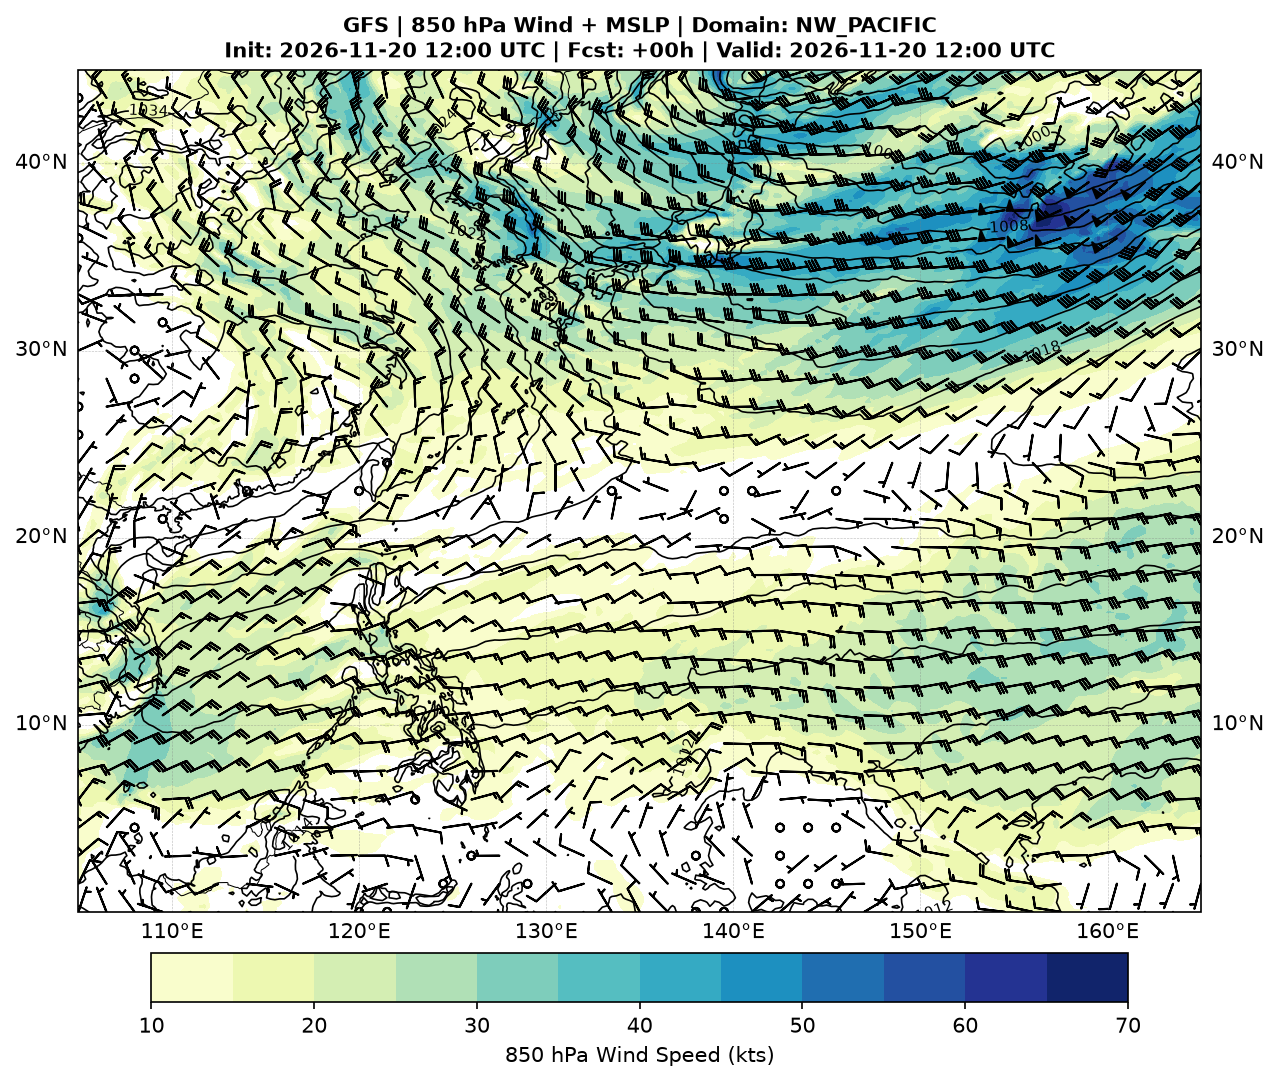 GFS | 850 hPa Wind + MSLP | Domain: NW_PACIFIC
Init: 2026-11-20 12:00 UTC | Fcst: +00h | Valid: 2026-11-20 12:00 UTC
1034
1000
1008
1018
1012
40°N
40°N
30°N
30°N
20°N
20°N
10°N
10°N
110°E
120°E
130°E
140°E
150°E
160°E
10
20
30
40
50
60
70
850 hPa Wind Speed (kts)